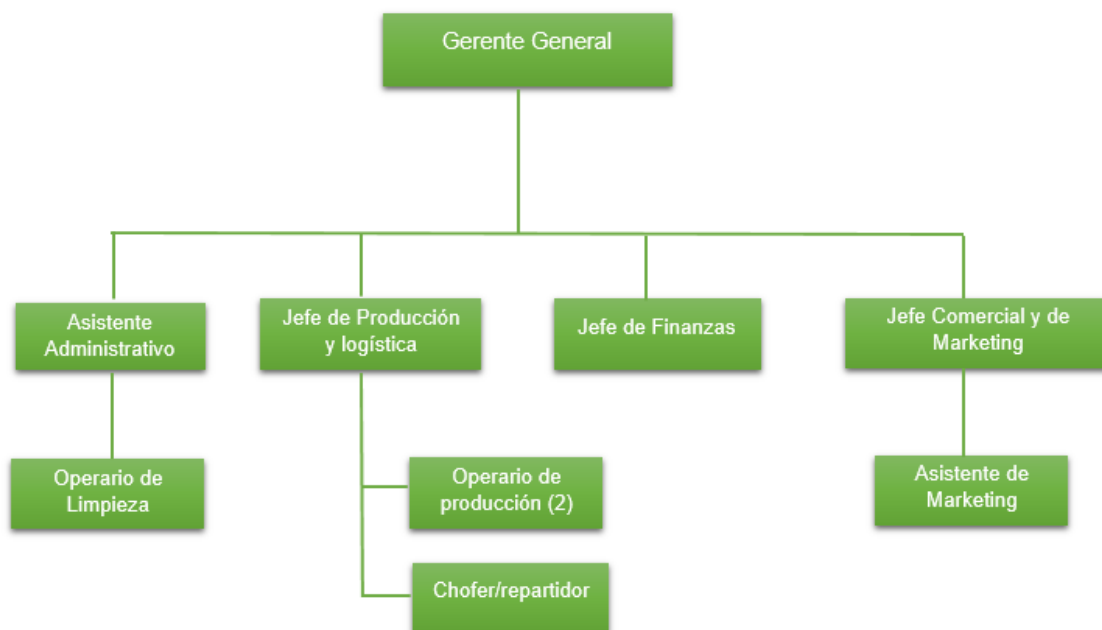 Gerente General
Asistente
Administrativo
Jefe de Producción
y logística
Jefe de Finanzas
Jefe Comercial y de
Marketing
Operario de
Limpieza
Operario de
producción (2)
Asistente de
Marketing
Chofer/repartidor